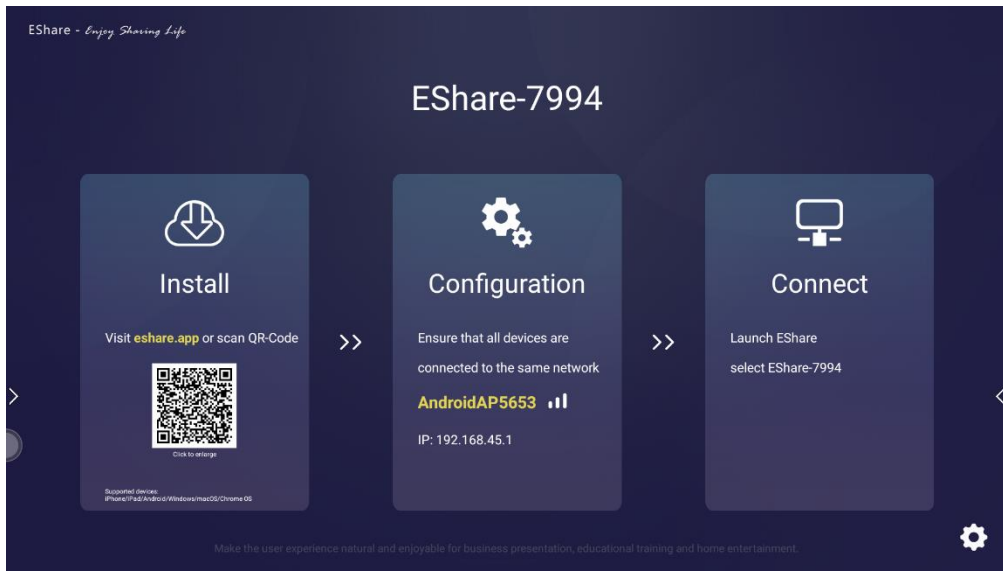 EShare - Enjoy Sharing Life
EShare-7994
Install
Visit eshare.app or scan QR-Code
Click to enlarge
Supported devices:
iPhone/iPad/Android/Windows/macOS/Chrome OS
Configuration
Ensure that all devices are
connected to the same network
AndroidAP5653
IP: 192.168.45.1
Connect
Launch EShare
select EShare-7994
Make the user experience natural and enjoyable for business presentation, educational training and home entertainment.